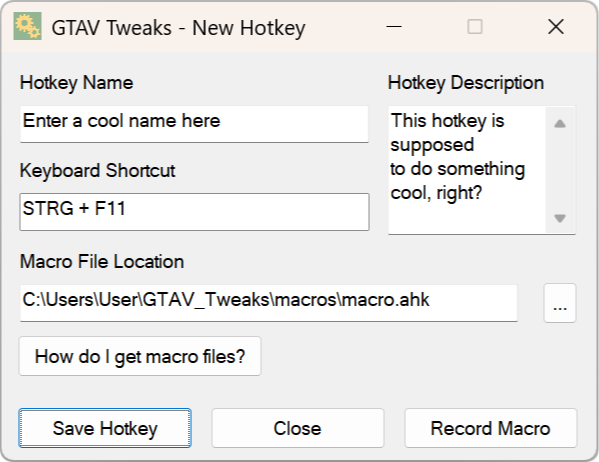 GTAV Tweaks - New Hotkey
Hotkey Name
Enter a cool name here
Hotkey Description
This hotkey is
supposed
to do something
cool, right?
Keyboard Shortcut
STRG + F11
Macro File Location
C:\Users\User\GTAV_Tweaks\macros\macro.ahk
...
How do I get macro files?
Save Hotkey
Close
Record Macro